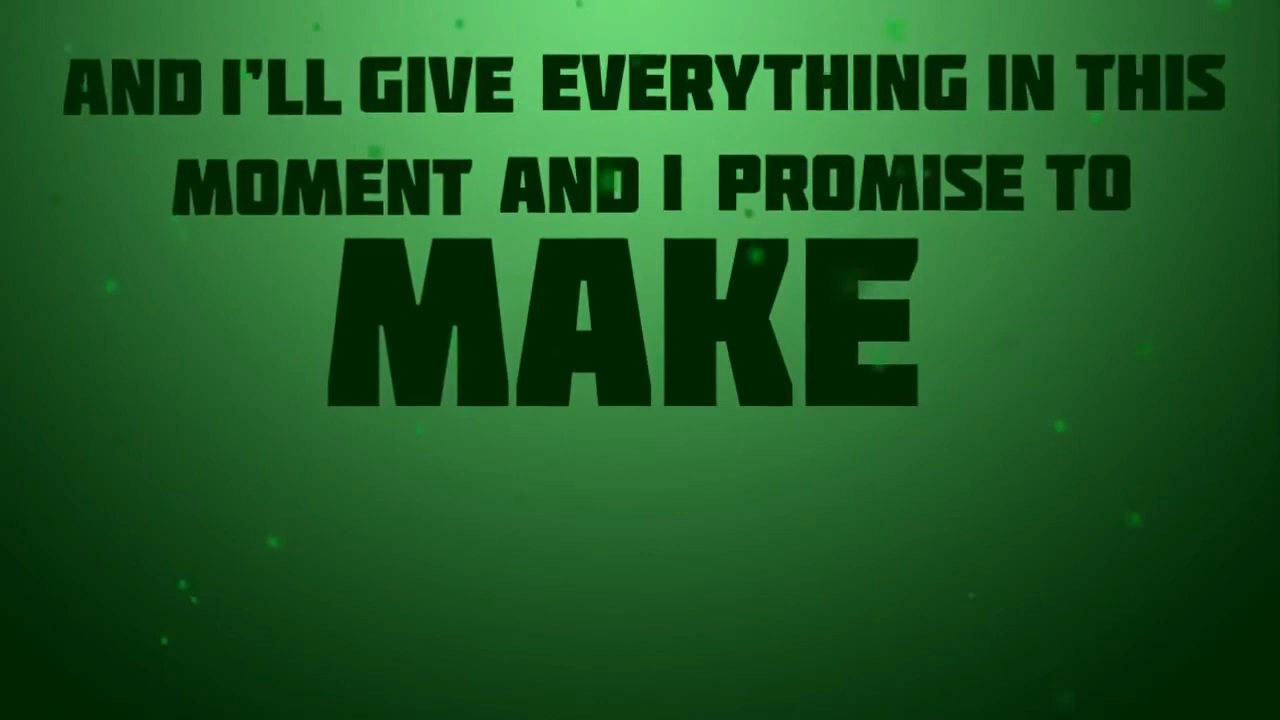 AND I'LL GIVE EVERYTHING IN THIS
MOMENT AND I PROMISE TO
MAKE